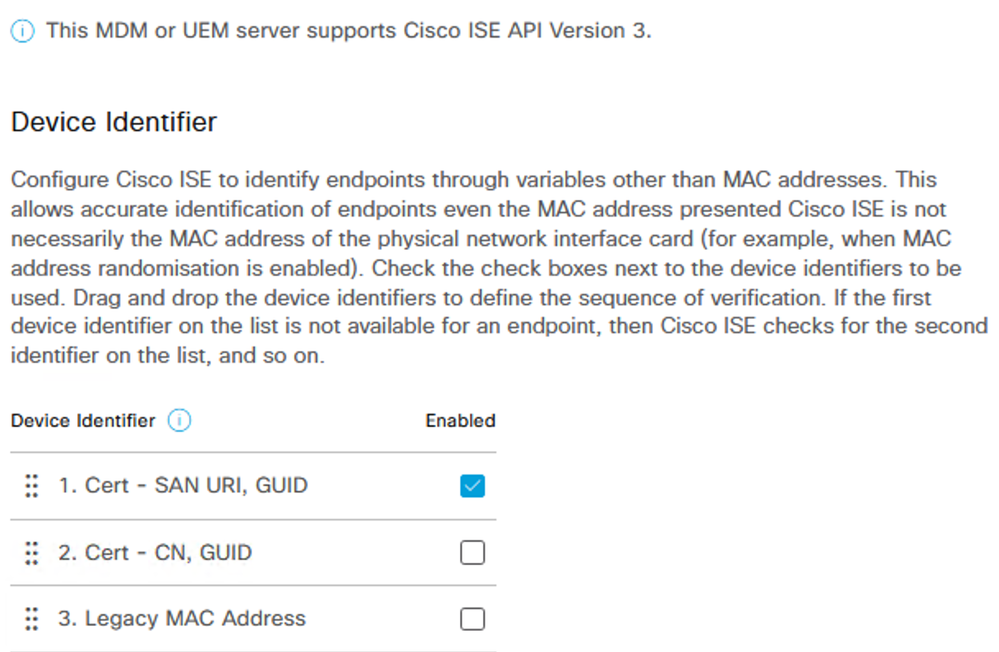 This MDM or UEM server supports Cisco ISE API Version 3.
Device Identifier
Configure Cisco ISE to identify endpoints through variables other than MAC addresses. This
allows accurate identification of endpoints even the MAC address presented Cisco ISE is not
necessarily the MAC address of the physical network interface card (for example, when MAC
address randomisation is enabled). Check the check boxes next to the device identifiers to be
used. Drag and drop the device identifiers to define the sequence of verification. If the first
device identifier on the list is not available for an endpoint, then Cisco ISE checks for the second
identifier on the list, and so on.
Device Identifier Enabled
1. Cert - SAN URI, GUID
2. Cert - CN, GUID
3. Legacy MAC Address